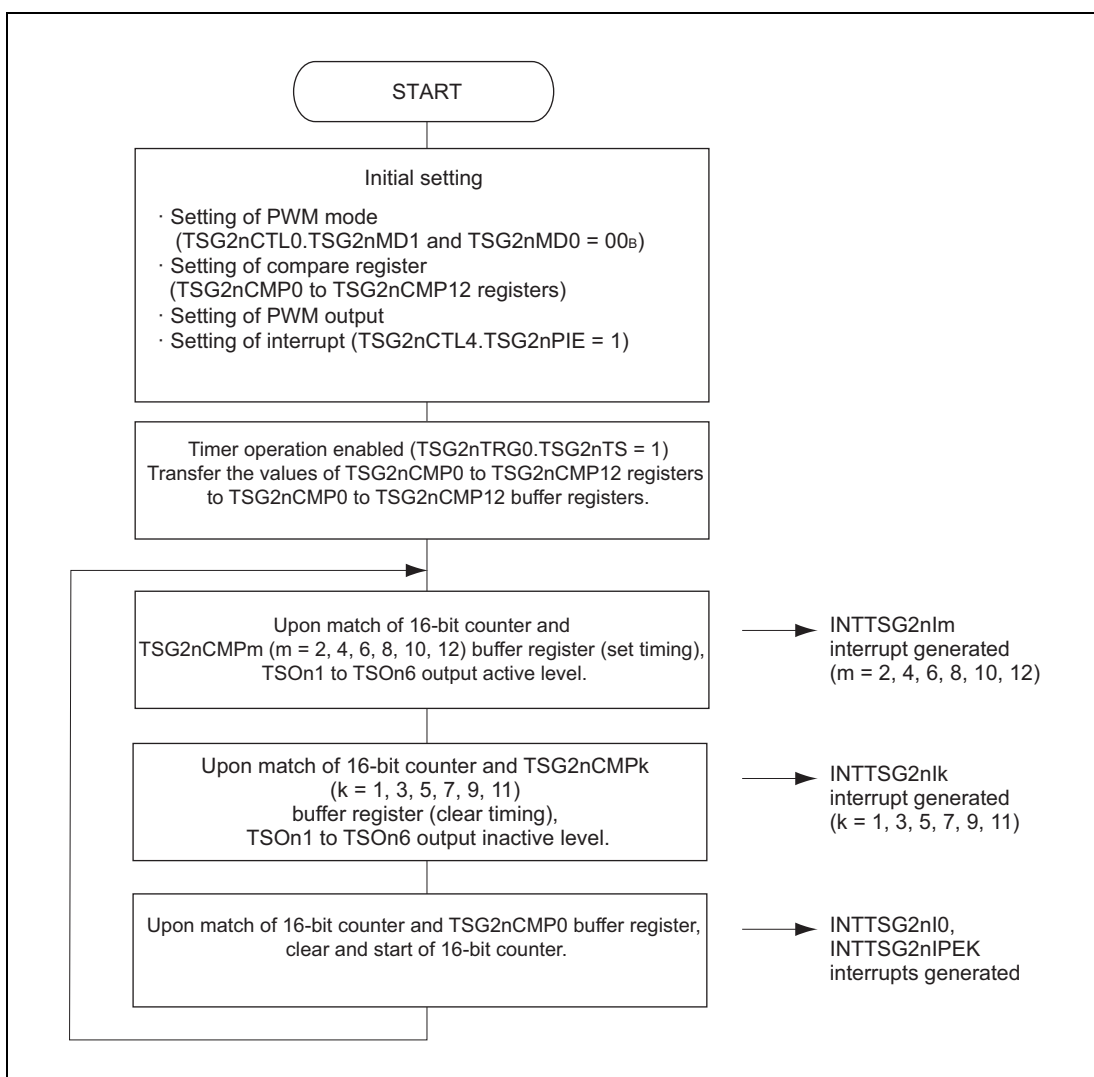 START
Initial setting
· Setting of PWM mode
(TSG2nCTL0.TSG2nMD1 and TSG2nMD0 = 00B)
· Setting of compare register
(TSG2nCMP0 to TSG2nCMP12 registers)
· Setting of PWM output
· Setting of interrupt (TSG2nCTL4.TSG2nPIE = 1)
Timer operation enabled (TSG2nTRG0.TSG2nTS = 1)
Transfer the values of TSG2nCMP0 to TSG2nCMP12 registers
to TSG2nCMP0 to TSG2nCMP12 buffer registers.
Upon match of 16-bit counter and
TSG2nCMPm (m = 2, 4, 6, 8, 10, 12) buffer register (set timing),
TSOn1 to TSOn6 output active level.
INTTSG2nIm
interrupt generated
(m = 2, 4, 6, 8, 10, 12)
Upon match of 16-bit counter and TSG2nCMPk
(k = 1, 3, 5, 7, 9, 11)
buffer register (clear timing),
TSOn1 to TSOn6 output inactive level.
INTTSG2nIk
interrupt generated
(k = 1, 3, 5, 7, 9, 11)
Upon match of 16-bit counter and TSG2nCMP0 buffer register,
clear and start of 16-bit counter.
INTTSG2nI0,
INTTSG2nIPEK
interrupts generated